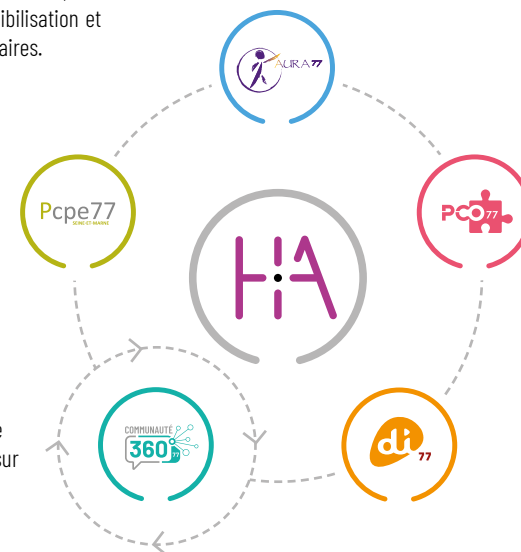 ibilisation et
aires.
AURA 77
Pcpe77
SEINE-ET-MARNE
PCO 77
HA
COMMUNAUTÉ
360 77
di 77
e
sur